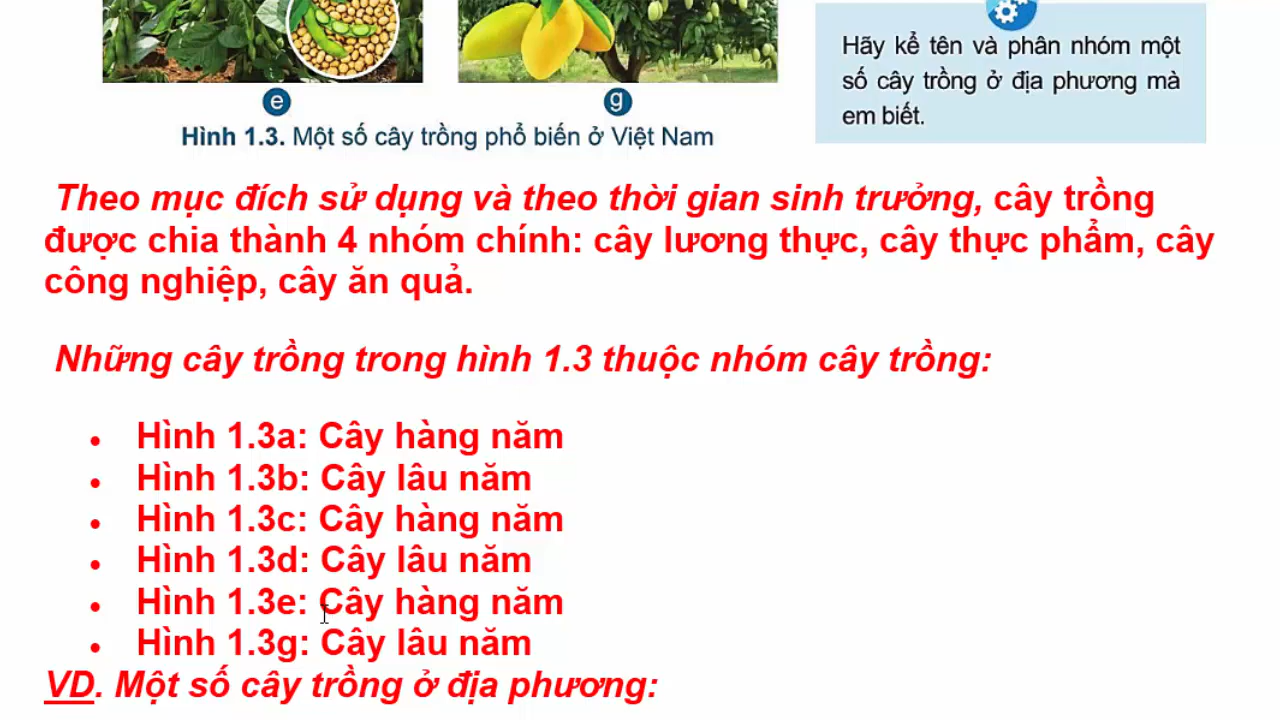 e
g
Hình 1.3. Một số cây trồng phổ biến ở Việt Nam
Hãy kể tên và phân nhóm một
số cây trồng ở địa phương mà
em biết.
Theo mục đích sử dụng và theo thời gian sinh trưởng, cây trồng
được chia thành 4 nhóm chính: cây lương thực, cây thực phẩm, cây
công nghiệp, cây ăn quả.
Những cây trồng trong hình 1.3 thuộc nhóm cây trồng:
• Hình 1.3a: Cây hàng năm
• Hình 1.3b: Cây lâu năm
• Hình 1.3c: Cây hàng năm
• Hình 1.3d: Cây lâu năm
• Hình 1.3e: Cây hàng năm
• Hình 1.3g: Cây lâu năm
VD. Một số cây trồng ở địa phương: